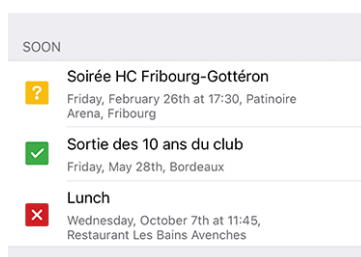 SOON
Soirée HC Fribourg-Gottéron
?
Friday, February 26th at 17:30, Patinoire
Arena, Fribourg
Sortie des 10 ans du club
Friday, May 28th, Bordeaux
Lunch
Wednesday, October 7th at 11:45,
Restaurant Les Bains Avenches